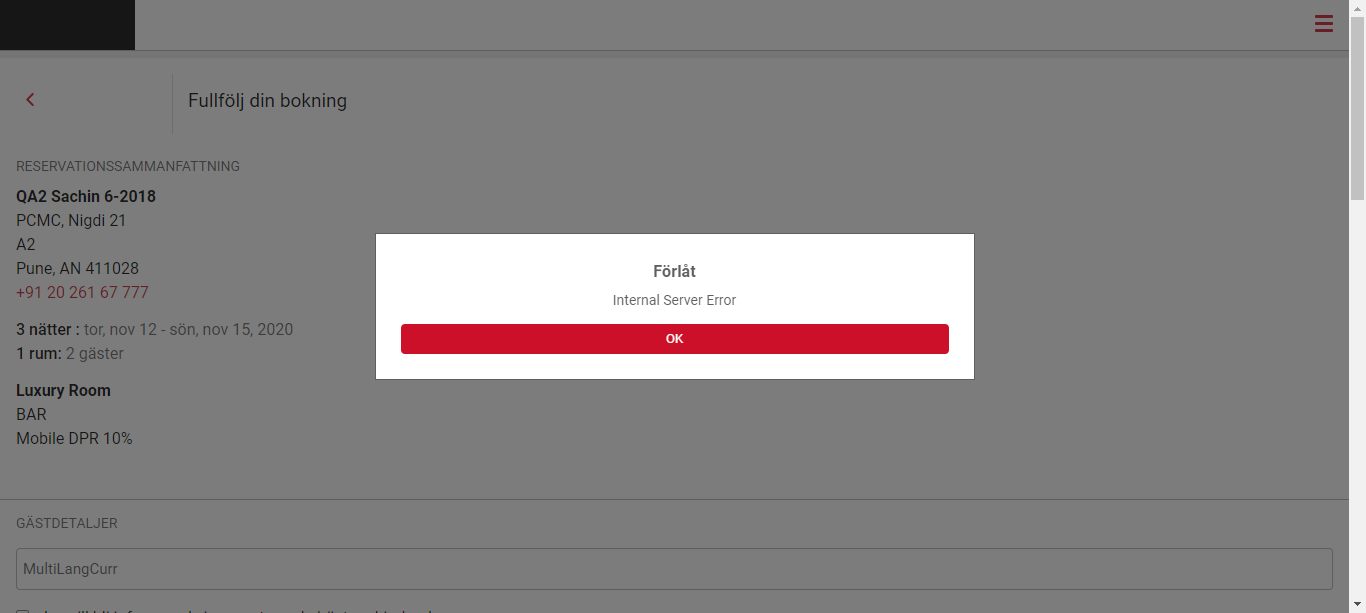 Fullfölj din bokning
RESERVATIONSSAMMANFATTNING
QA2 Sachin 6-2018
PCMC, Nigdi 21
A2
Pune, AN 411028
+91 20 261 67 777
3 nätter : tor, nov 12 - sön, nov 15, 2020
1 rum: 2 gäster
Luxury Room
BAR
Mobile DPR 10%
Förlåt
Internal Server Error
OK
GÄSTDETALJER
MultiLangCurr